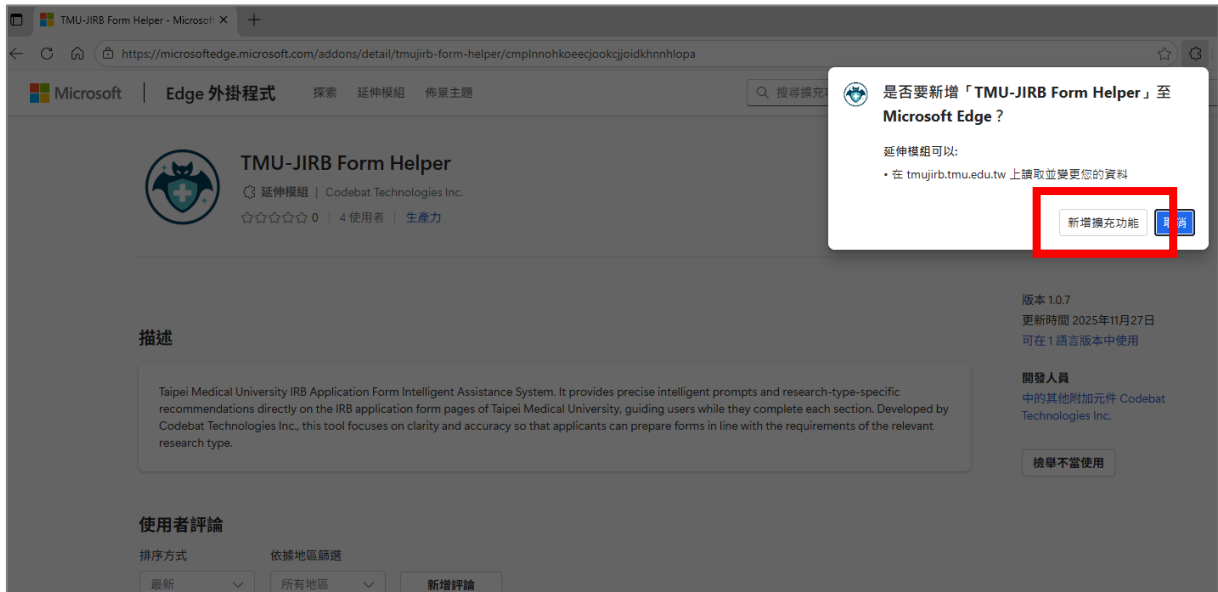 TMU-JIRB Form Helper - Microsoft
https://microsoftedge.microsoft.com/addons/detail/tmujirb-form-helper/cmplnnohkoeecjookcjjoidkhnnhlopa
Microsoft | Edge 外掛程式 探索 延伸模組 佈景主題
搜尋擴充
是否要新增「TMU-JIRB Form Helper」至
Microsoft Edge？
延伸模組可以:
• 在 tmujirb.tmu.edu.tw 上讀取並變更您的資料
新增擴充功能 取消
TMU-JIRB Form Helper
延伸模組 | Codebat Technologies Inc.
0 | 4 使用者 | 生產力
版本 1.0.7
更新時間 2025年11月27日
可在 1 語言版本中使用
開發人員
中的其他附加元件 Codebat
Technologies Inc.
檢舉不當使用
描述
Taipei Medical University IRB Application Form Intelligent Assistance System. It provides precise intelligent prompts and research-type-specific
recommendations directly on the IRB application form pages of Taipei Medical University, guiding users while they complete each section. Developed by
Codebat Technologies Inc., this tool focuses on clarity and accuracy so that applicants can prepare forms in line with the requirements of the relevant
research type.
使用者評論
排序方式 依據地區篩選
最新 所有地區 新增評論